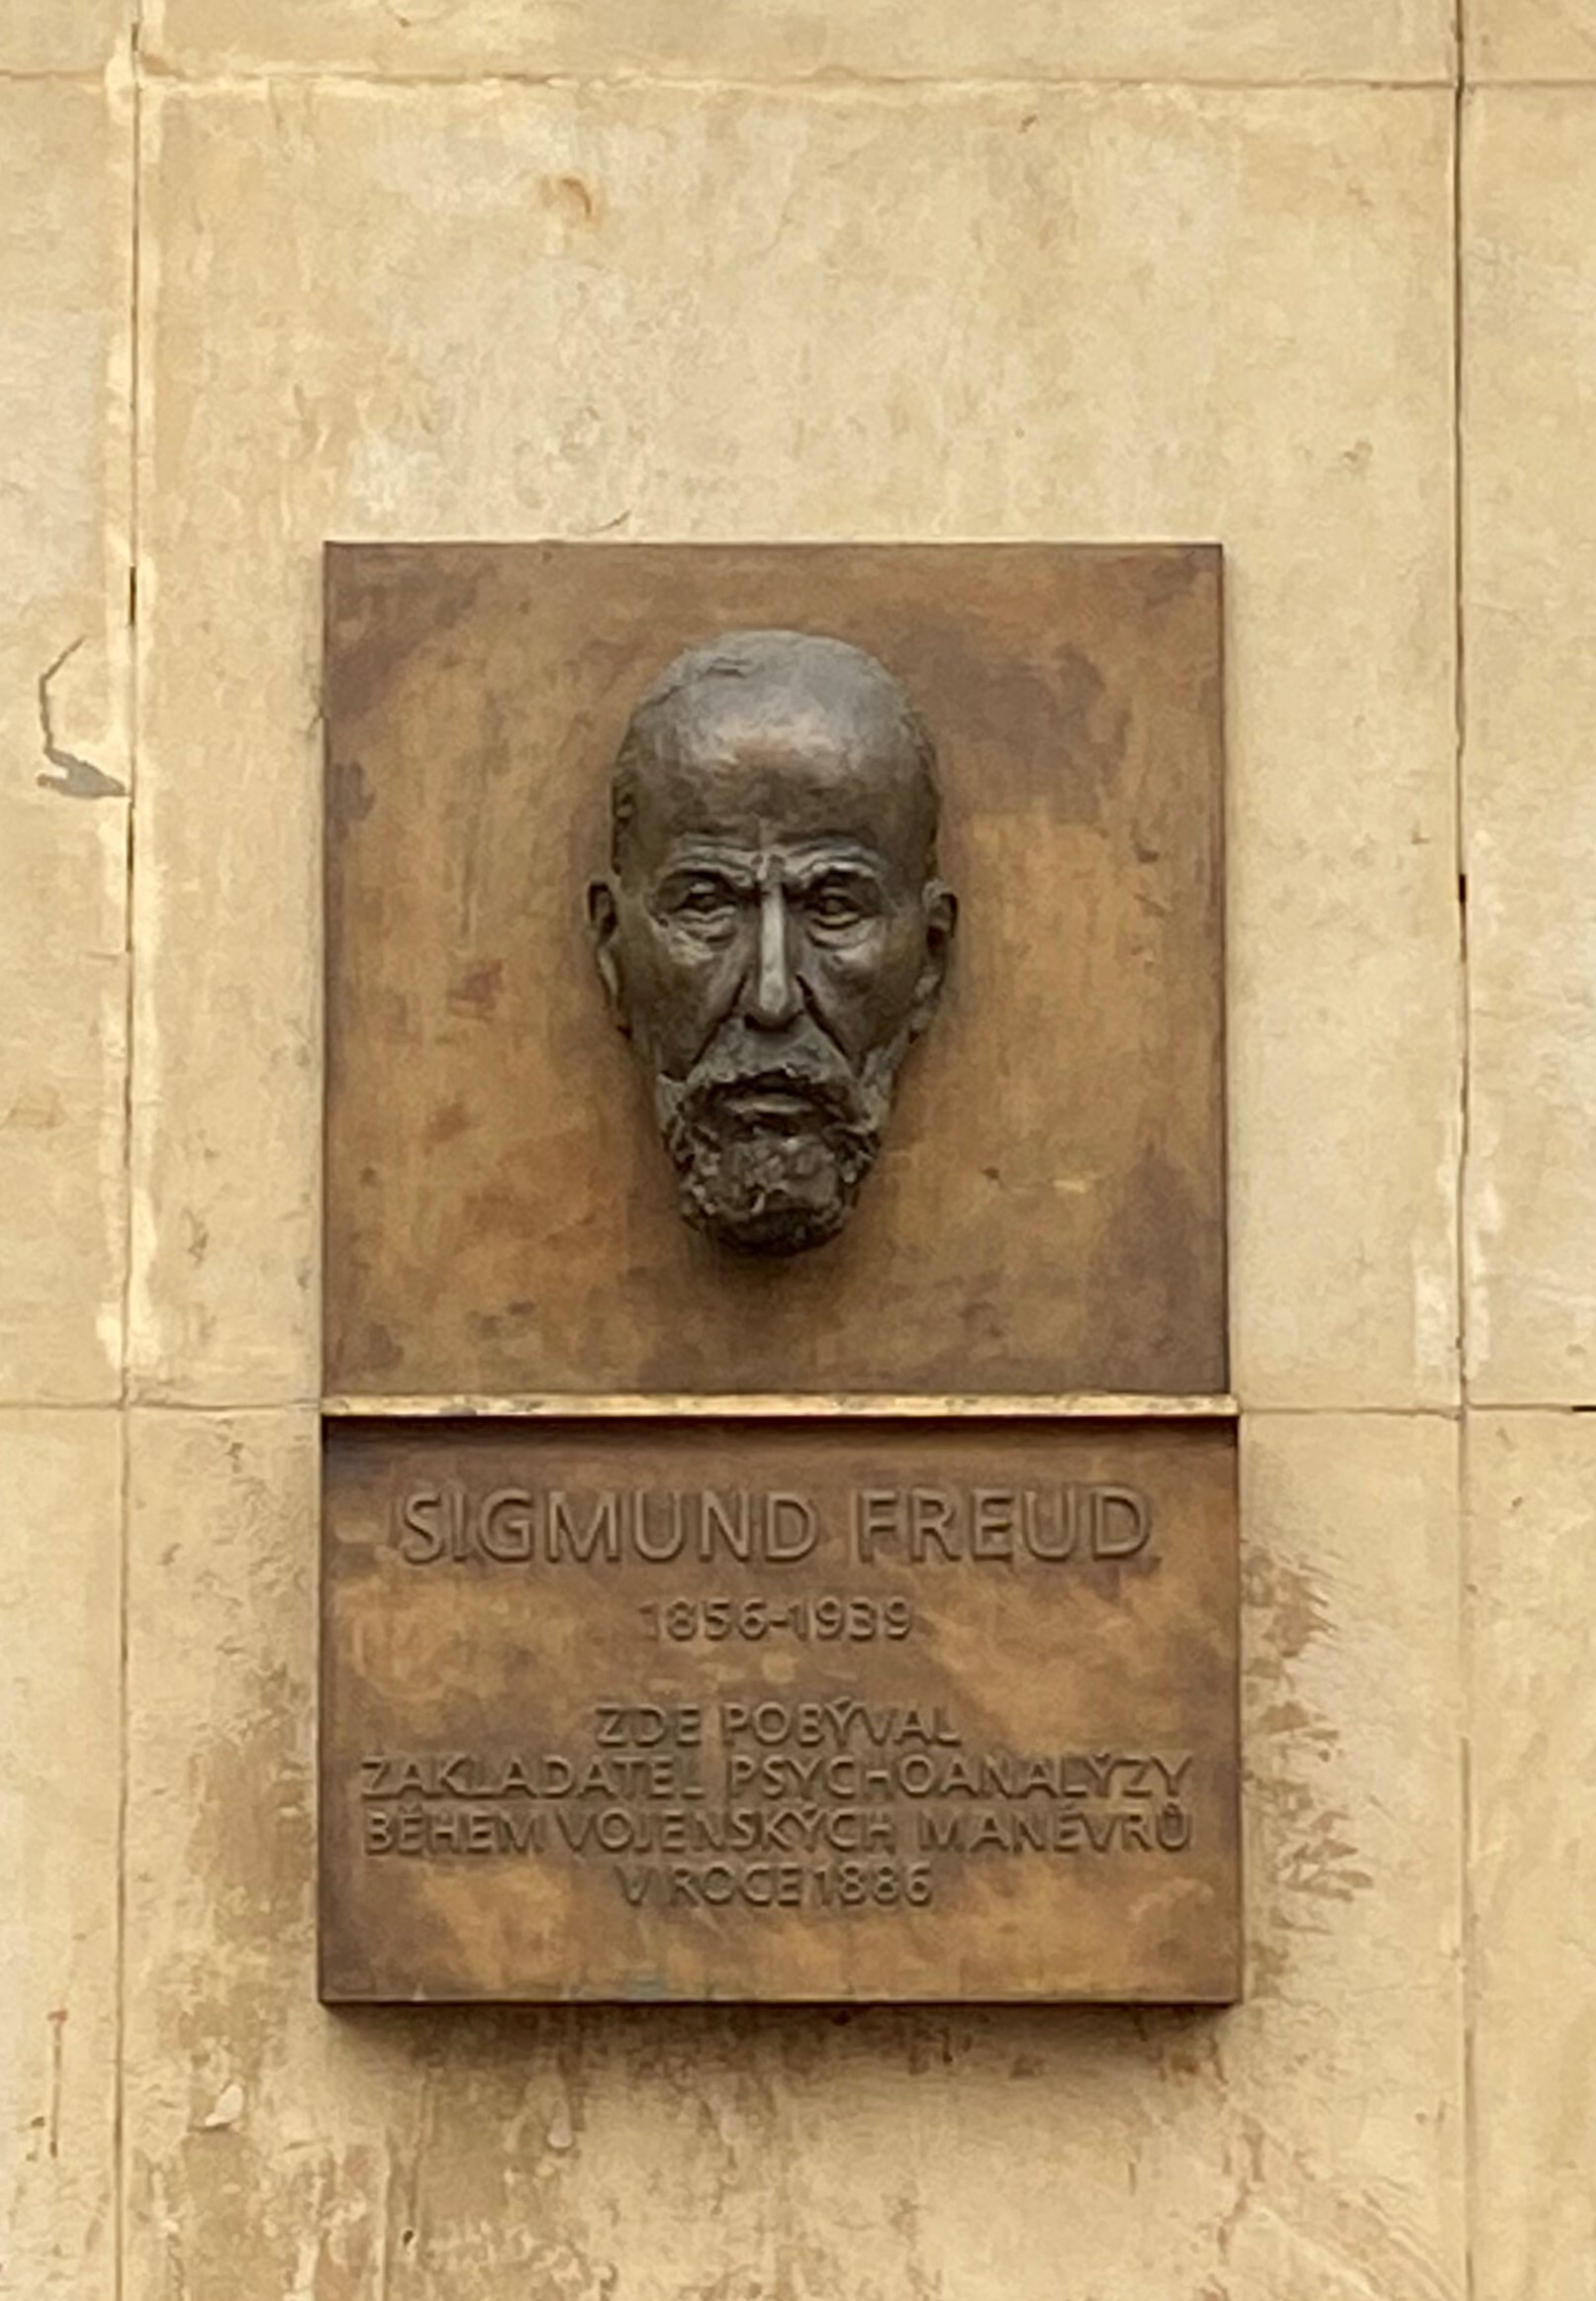 SIGMUND FREUD
1856-1939
ZDE POBÝVAL
ZAKLADATEL PSYCHOANALÝZY
BĚHEM VOJENSKÝCH MANÉVRŮ
V ROCE 1886